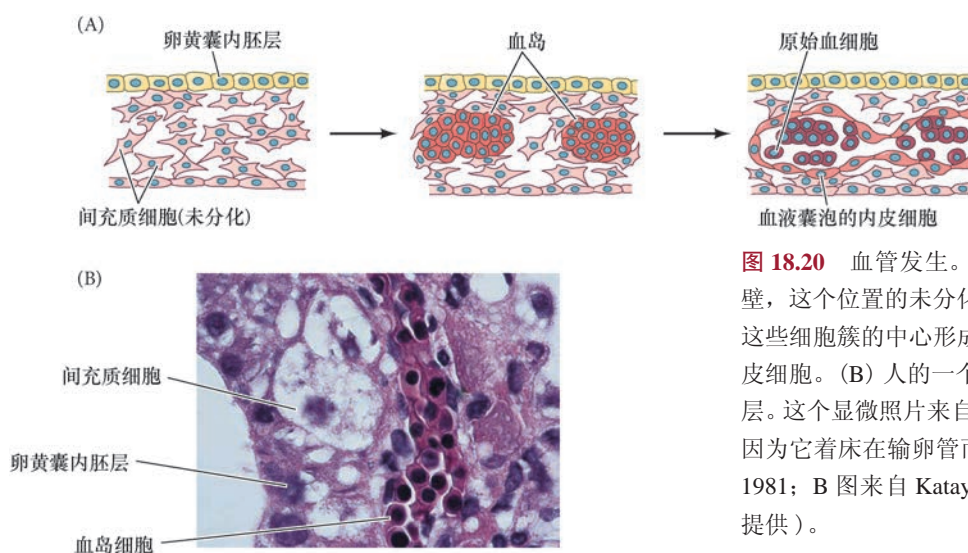 (A)
卵黄囊内胚层
血岛
原始血细胞
间充质细胞(未分化)
血液囊泡的内皮细胞
图 18.20 血管发生。
壁，这个位置的未分化
这些细胞簇的中心形成
皮细胞。(B) 人的一个
层。这个显微照片来自
因为它着床在输卵管而
1981；B 图来自 Katay
提供)。
(B)
间充质细胞
卵黄囊内胚层
血岛细胞